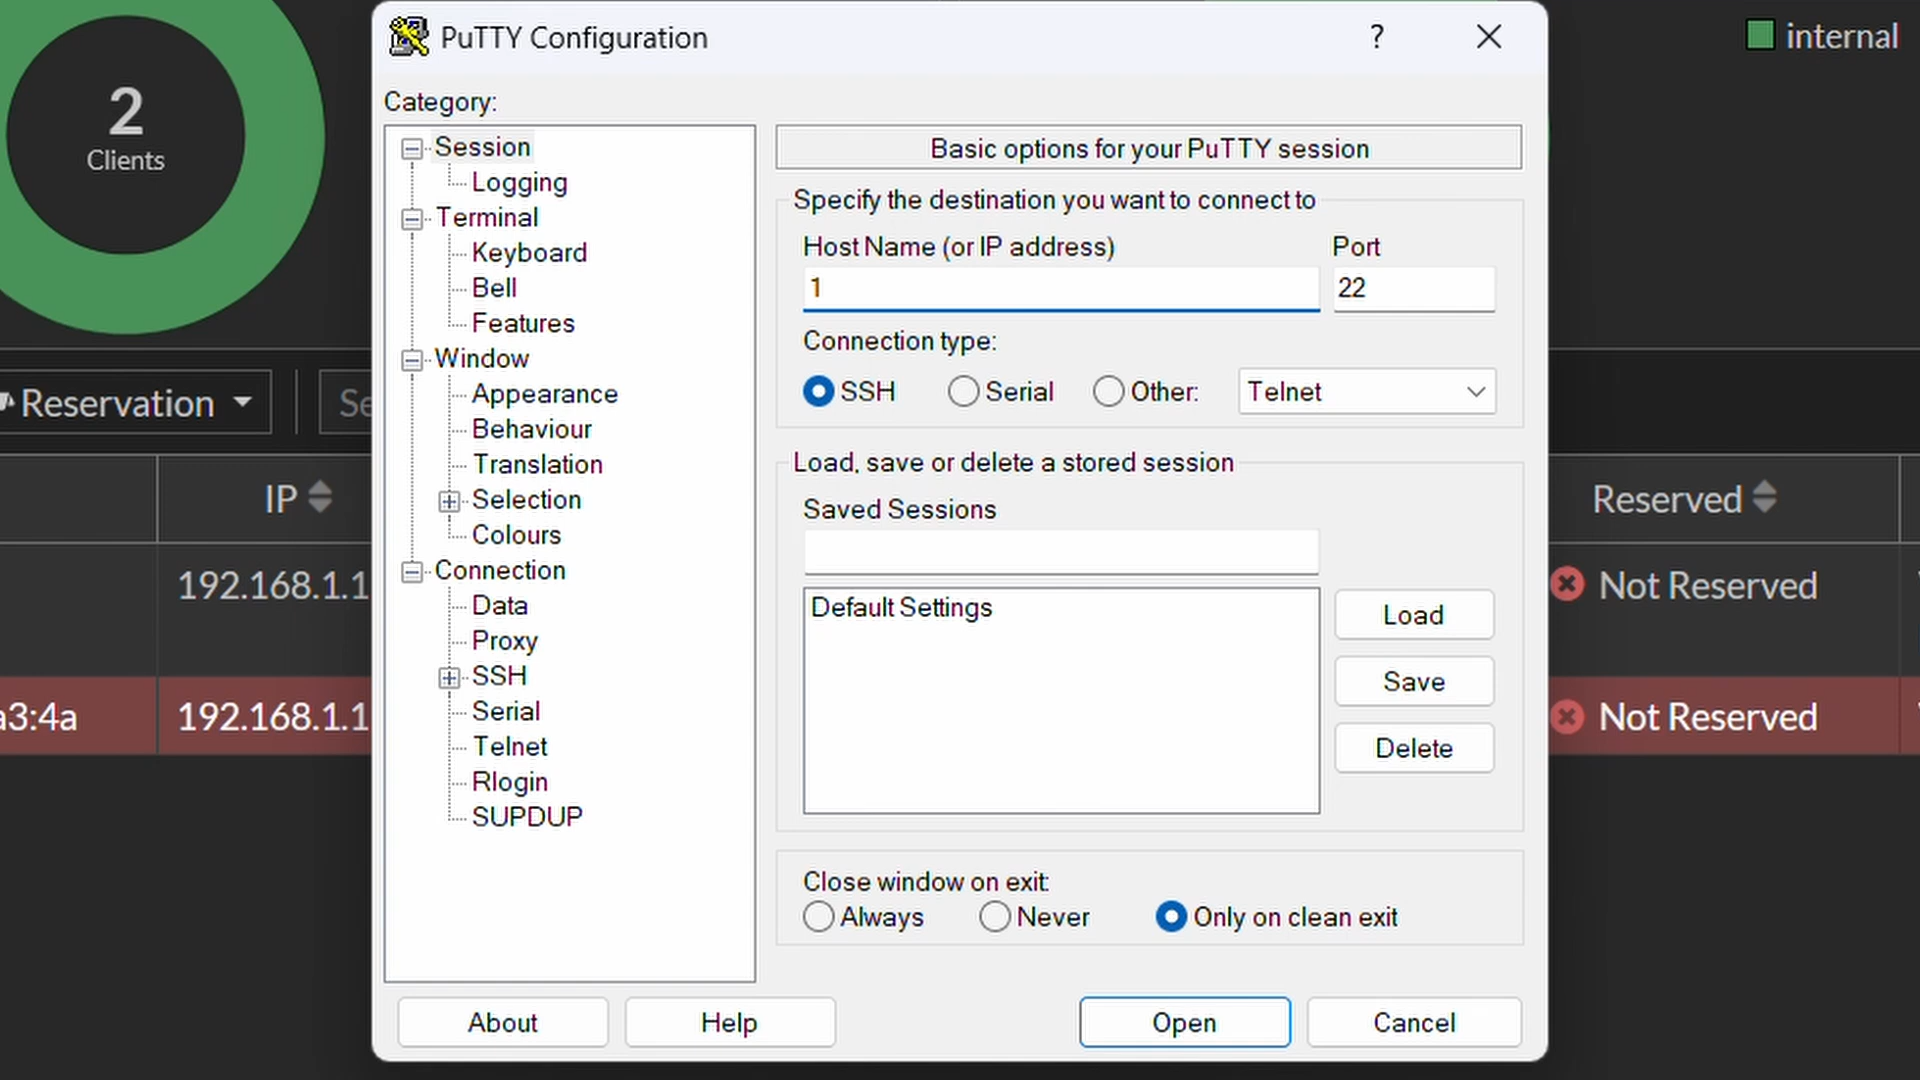 PuTTY Configuration
?
internal
2
Clients
Category:
Session
Logging
Terminal
Keyboard
Bell
Features
Window
Appearance
Behaviour
Translation
Selection
Colours
Connection
Data
Proxy
SSH
Serial
Telnet
Rlogin
SUPDUP
Basic options for your PuTTY session
Specify the destination you want to connect to
Host Name (or IP address) Port
1 22
Connection type:
SSH Serial Other: Telnet
Load, save or delete a stored session
Saved Sessions
Default Settings
Load
Save
Delete
Close window on exit:
Always Never Only on clean exit
About Help Open Cancel
Reservation Se
IP Reserved
192.168.1.1 Not Reserved
a3:4a 192.168.1.1 Not Reserved